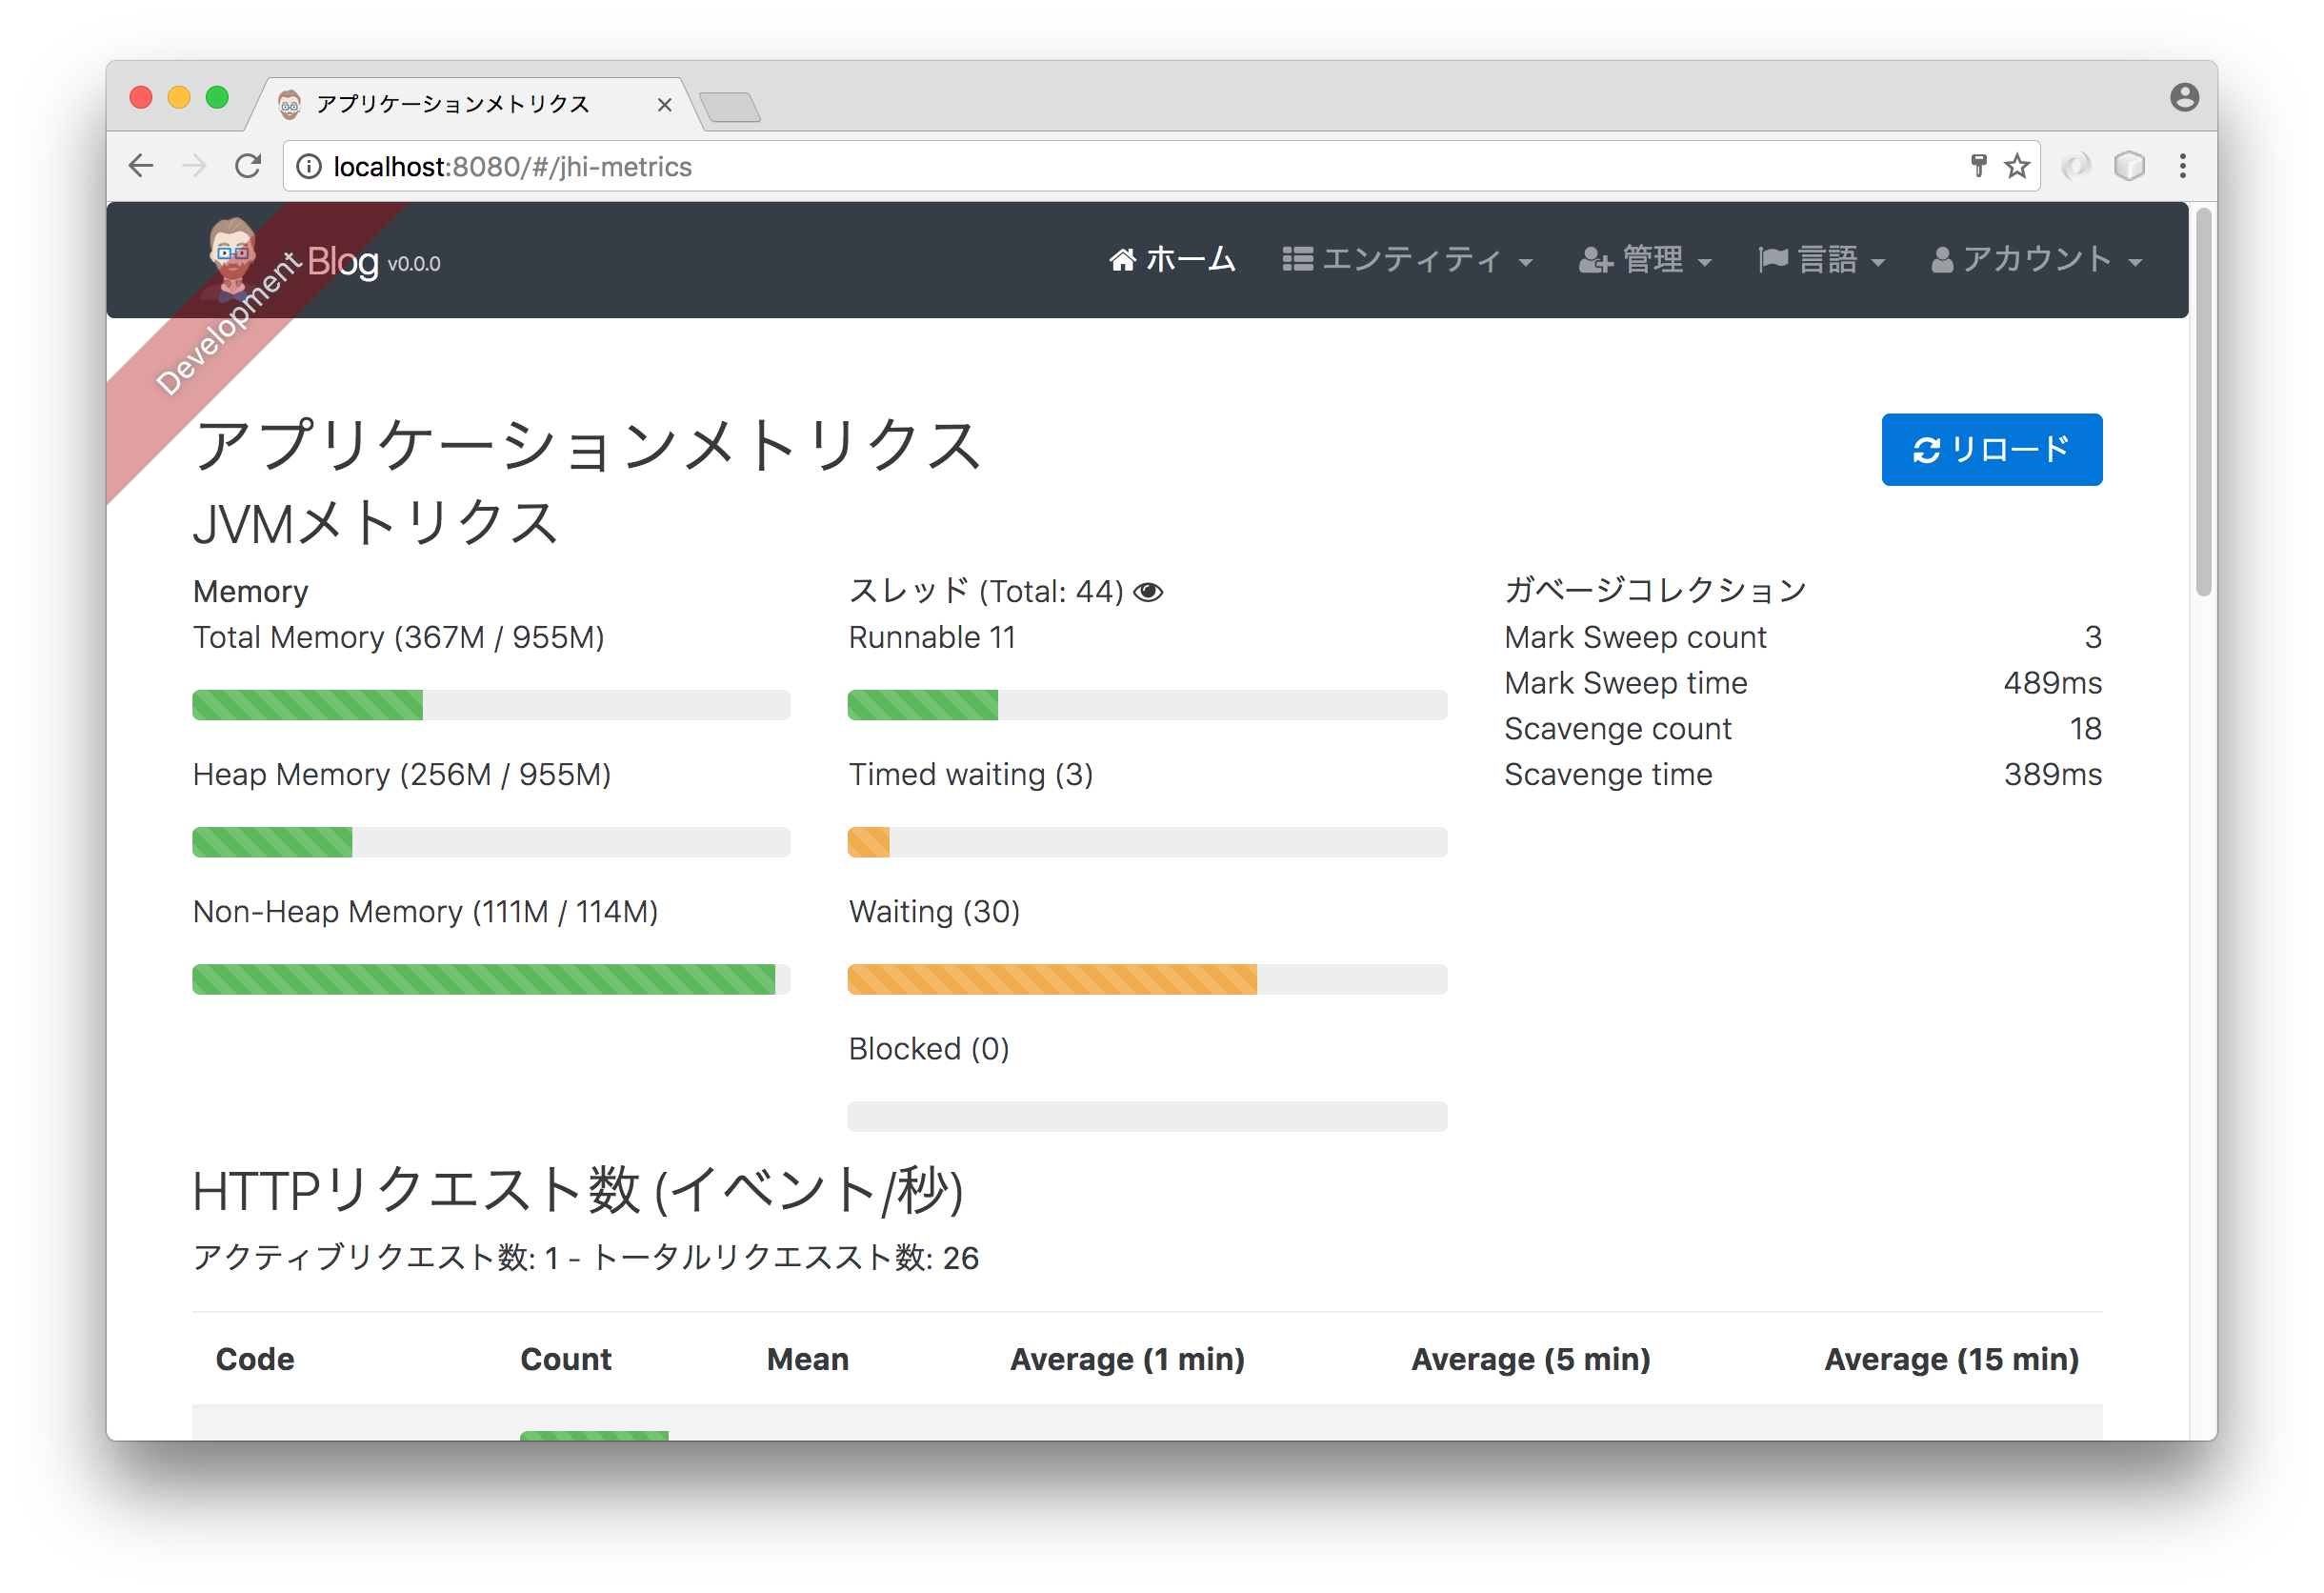 アプリケーションメトリクス
localhost:8080/#/jhi-metrics
Development
Blog v0.0.0
ホーム エンティティ 管理 言語 アカウント
アプリケーションメトリクス
リロード
JVMメトリクス
Memory
Total Memory (367M / 955M)
Heap Memory (256M / 955M)
Non-Heap Memory (111M / 114M)
スレッド (Total: 44)
Runnable 11
Timed waiting (3)
Waiting (30)
Blocked (0)
ガベージコレクション
Mark Sweep count 3
Mark Sweep time 489ms
Scavenge count 18
Scavenge time 389ms
HTTPリクエスト数 (イベント/秒)
アクティブリクエスト数: 1 - トータルリクエススト数: 26
Code Count Mean Average (1 min) Average (5 min) Average (15 min)